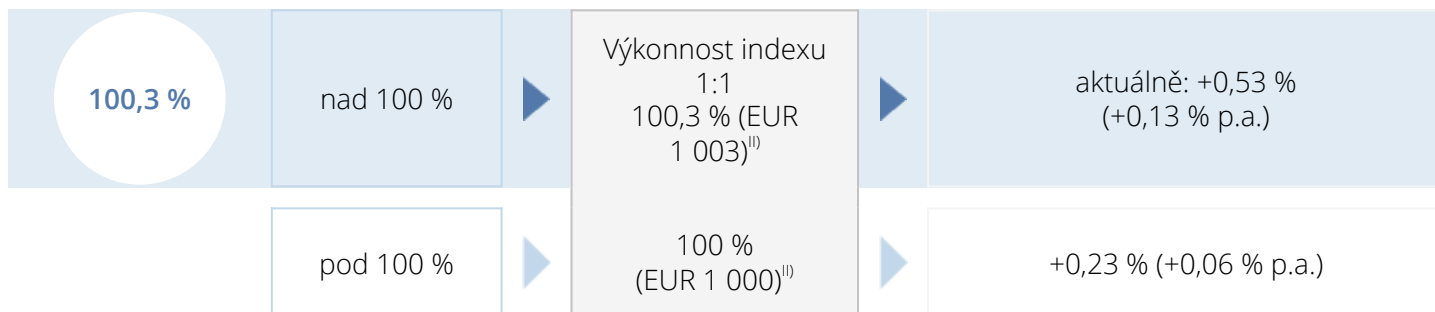 100,3 %
nad 100 %
Výkonnost indexu
1:1
100,3 % (EUR
1 003)II)
aktuálně: +0,53 %
(+0,13 % p.a.)
pod 100 %
100 %
(EUR 1 000)II)
+0,23 % (+0,06 % p.a.)